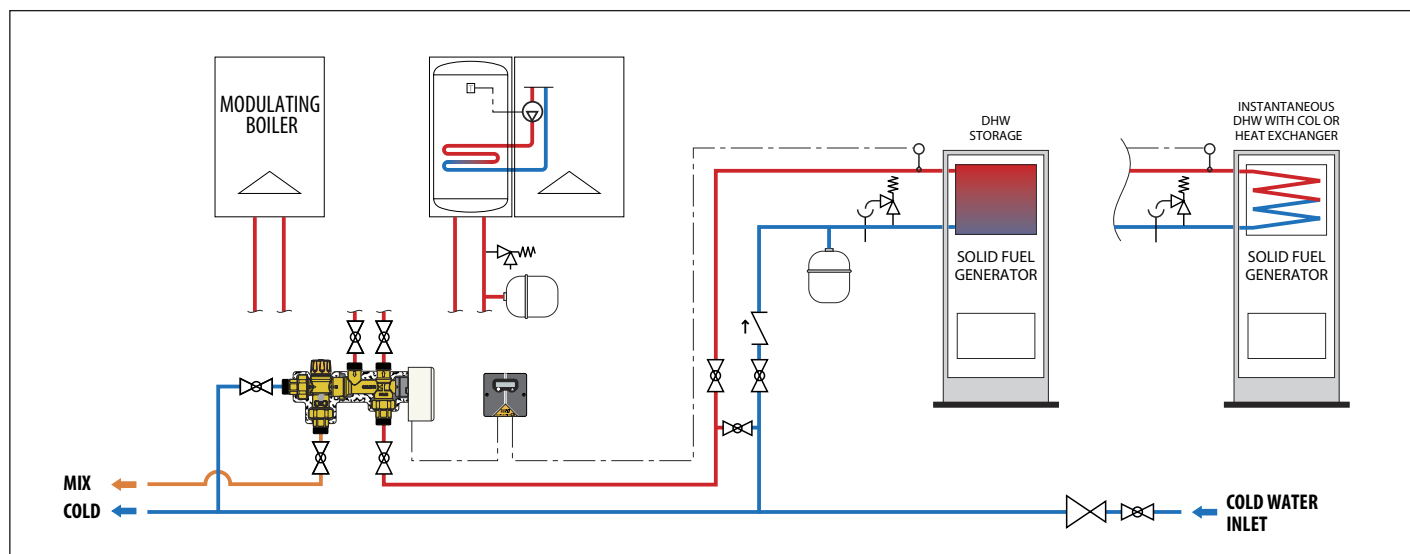 MODULATING
BOILER
T
DHW
STORAGE
INSTANTANEOUS
DHW WITH COL OR
HEAT EXCHANGER
SOLID FUEL
GENERATOR
SOLID FUEL
GENERATOR
MIX
COLD
COLD WATER
INLET